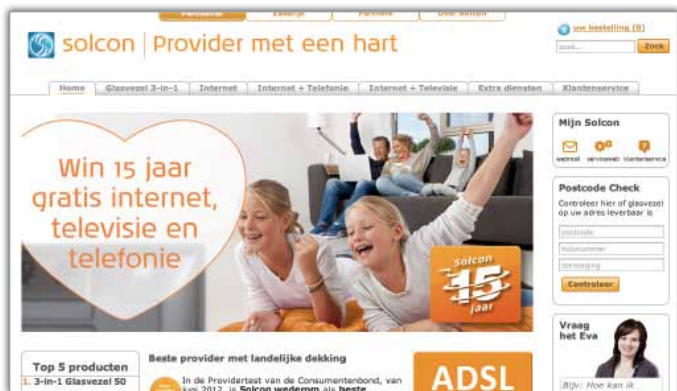 Particulier Zakelijk Partners Over Solcon
solcon | Provider met een hart
uw bestelling (0)
zoek... Zoek
Home Glasvezel 3-in-1 Internet Internet + Telefonie Internet + Televisie Extra diensten Klantenservice
Win 15 jaar
gratis internet,
televisie en
telefonie
solcon
15
jaar
Mijn Solcon
webmail serviceweb klantenservice
Postcode Check
Controleer hier of glasvezel
op uw adres leverbaar is
postcode
huisnummer
toevoeging
Controleer
Vraag
het Eva
Bijv: Hoe kan ik
Top 5 producten
1. 3-in-1 Glasvezel 50
Beste provider met landelijke dekking
In de Providertest van de Consumentenbond, van
juni 2012, is Solcon wederom als beste
ADSL